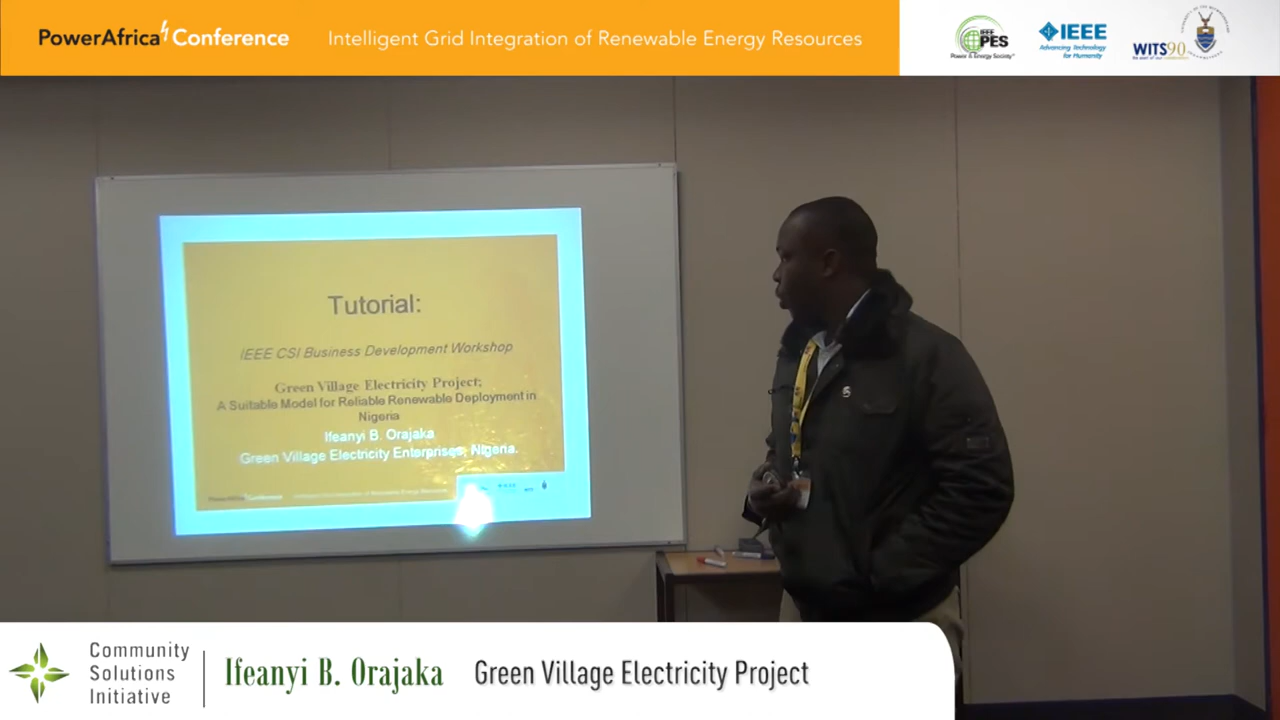 PowerAfrica Conference
Intelligent Grid Integration of Renewable Energy Resources
IEEE
PES
Power & Energy Society
IEEE
Advancing Technology
for Humanity
WITS90
Tutorial:
IEEE CSI Business Development Workshop
Green Village Electricity Project;
A Suitable Model for Reliable Renewable Deployment in
Nigeria
Ifeanyi B. Orajaka
Green Village Electricity Enterprises, Nigeria.
PowerAfrica Conference
Community
Solutions
Initiative
Ifeanyi B. Orajaka
Green Village Electricity Project